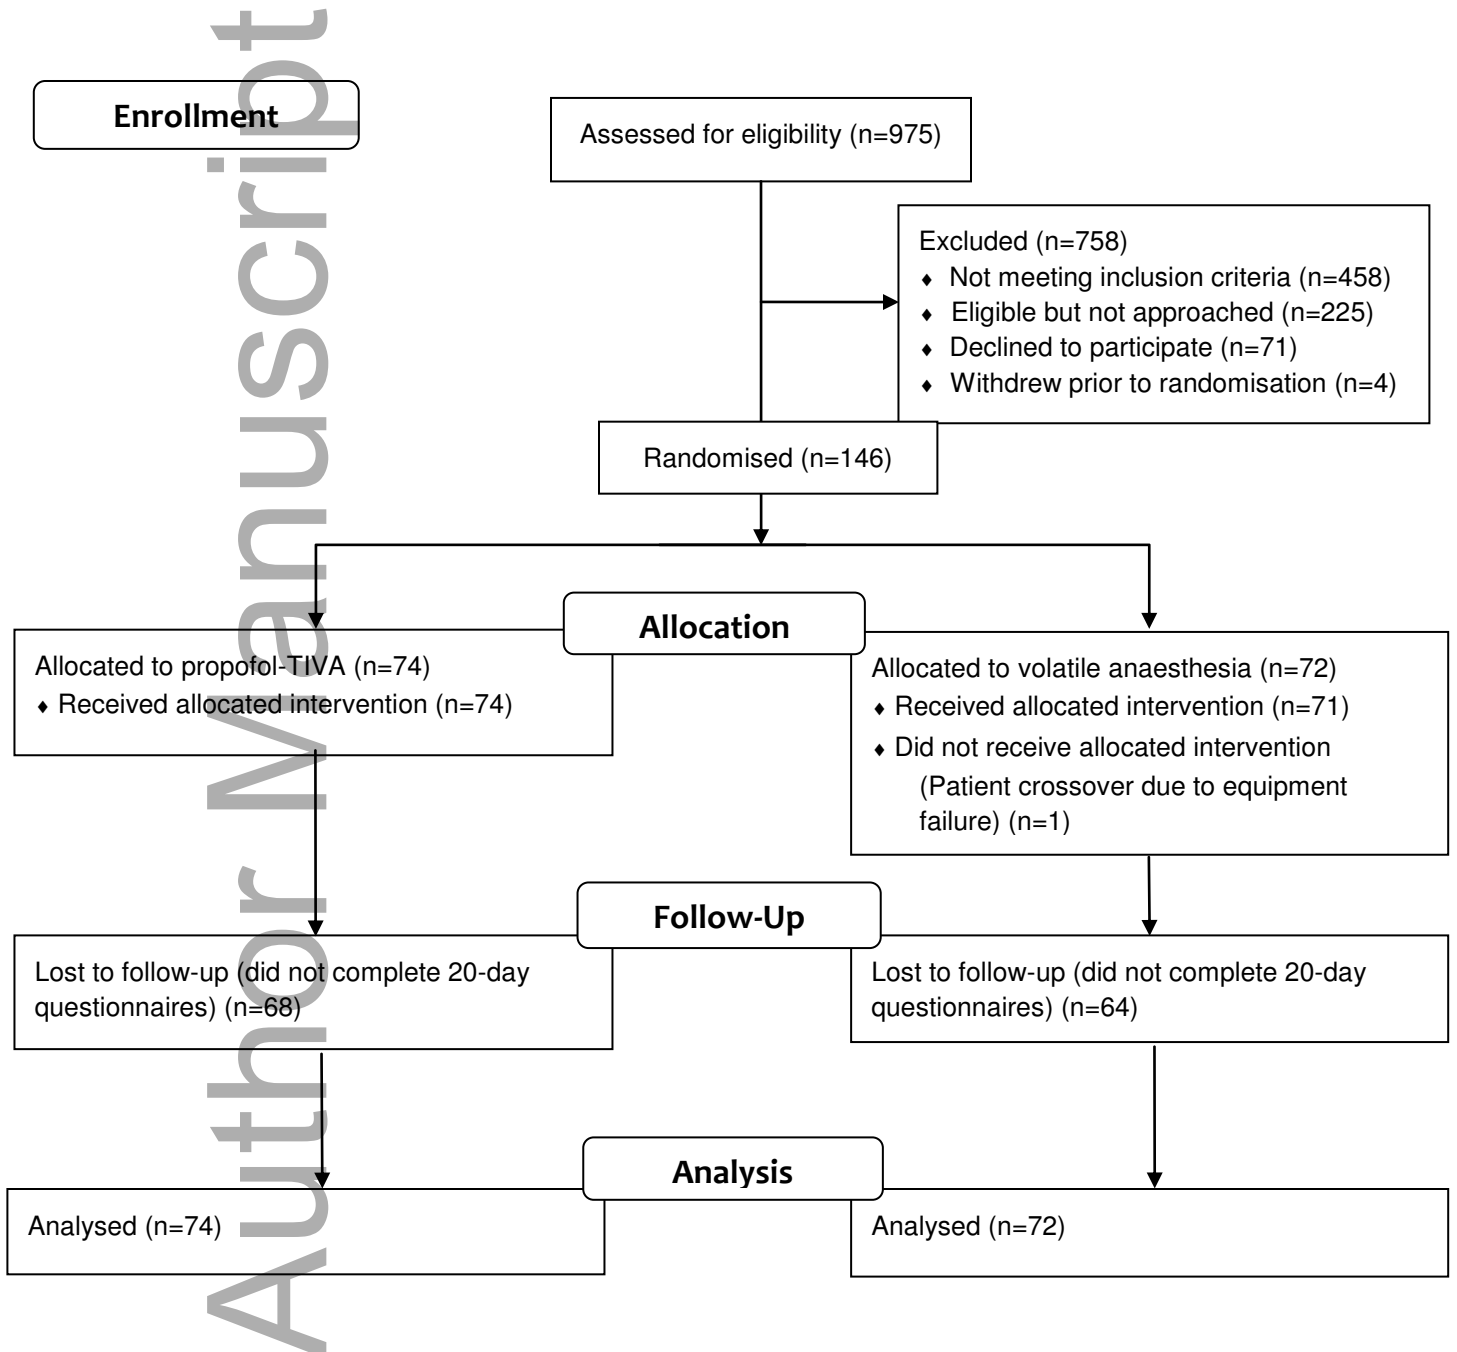 Author Manuscript
Enrollment
Assessed for eligibility (n=975)
Excluded (n=758)
♦ Not meeting inclusion criteria (n=458)
♦ Eligible but not approached (n=225)
♦ Declined to participate (n=71)
♦ Withdrew prior to randomisation (n=4)
Randomised (n=146)
Allocation
Allocated to propofol-TIVA (n=74)
♦ Received allocated intervention (n=74)
Allocated to volatile anaesthesia (n=72)
♦ Received allocated intervention (n=71)
♦ Did not receive allocated intervention
(Patient crossover due to equipment
failure) (n=1)
Follow-Up
Lost to follow-up (did not complete 20-day
questionnaires) (n=68)
Lost to follow-up (did not complete 20-day
questionnaires) (n=64)
Analysis
Analysed (n=74)
Analysed (n=72)